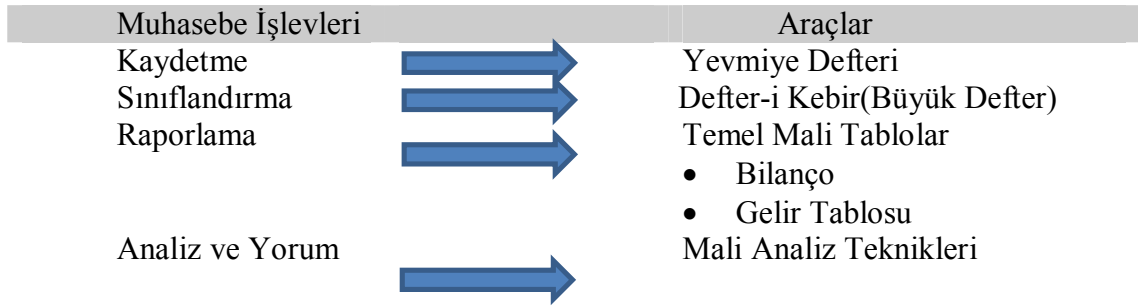 Muhasebe İşlevleri Araçlar
Kaydetme Yevmiye Defteri
Sınıflandırma Defter-i Kebir(Büyük Defter)
Raporlama Temel Mali Tablolar
• Bilanço
• Gelir Tablosu
Analiz ve Yorum Mali Analiz Teknikleri